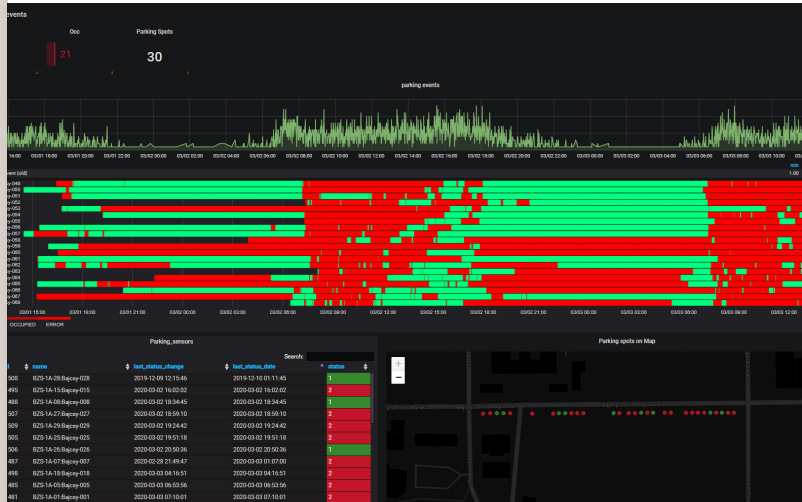 events
Occ Parking Spots
21 30
parking events
16:00 03/01 18:00 03/01 20:00 03/01 22:00 03/02 00:00 03/02 02:00 03/02 04:00 03/02 06:00 03/02 08:00 03/02 10:00 03/02 12:00 03/02 14:00 03/02 16:00 03/02 18:00 03/02 20:00 03/02 22:00 03/03 00:00 03/03 02:00 03/03 04:00 03/03 06:00 03/03 08:00 03/03 10:00
min
1.00
03/01 15:00 03/01 18:00 03/01 21:00 03/02 00:00 03/02 03:00 03/02 06:00 03/02 09:00 03/02 12:00 03/02 15:00 03/02 18:00 03/02 21:00 03/03 00:00 03/03 03:00 03/03 06:00 03/03 09:00 03/03 12:00
OCCUPIED ERROR
Parking_sensors Parking spots on Map
Search:
name last_status_change last_status_date status
508 BZS-1A-28:Bajcsy-028 2019-12-09 12:15:46 2019-12-10 01:11:45 1
495 BZS-1A-15:Bajcsy-015 2020-03-02 16:02:02 2020-03-02 16:02:02 2
488 BZS-1A-08:Bajcsy-008 2020-03-02 18:34:45 2020-03-02 18:34:45 1
507 BZS-1A-27:Bajcsy-027 2020-03-02 18:59:10 2020-03-02 18:59:10 2
509 BZS-1A-29:Bajcsy-029 2020-03-02 19:24:42 2020-03-02 19:24:42 2
505 BZS-1A-25:Bajcsy-025 2020-03-02 19:51:18 2020-03-02 19:51:18 2
506 BZS-1A-26:Bajcsy-026 2020-03-02 20:50:36 2020-03-02 20:50:36 1
487 BZS-1A-07:Bajcsy-007 2020-02-28 21:49:47 2020-03-03 01:07:00 2
498 BZS-1A-18:Bajcsy-018 2020-03-03 04:16:51 2020-03-03 04:16:51 2
485 BZS-1A-05:Bajcsy-005 2020-03-03 06:53:56 2020-03-03 06:53:56 2
481 BZS-1A-01:Bajcsy-001 2020-03-03 07:10:01 2020-03-03 07:10:01 2
+
-